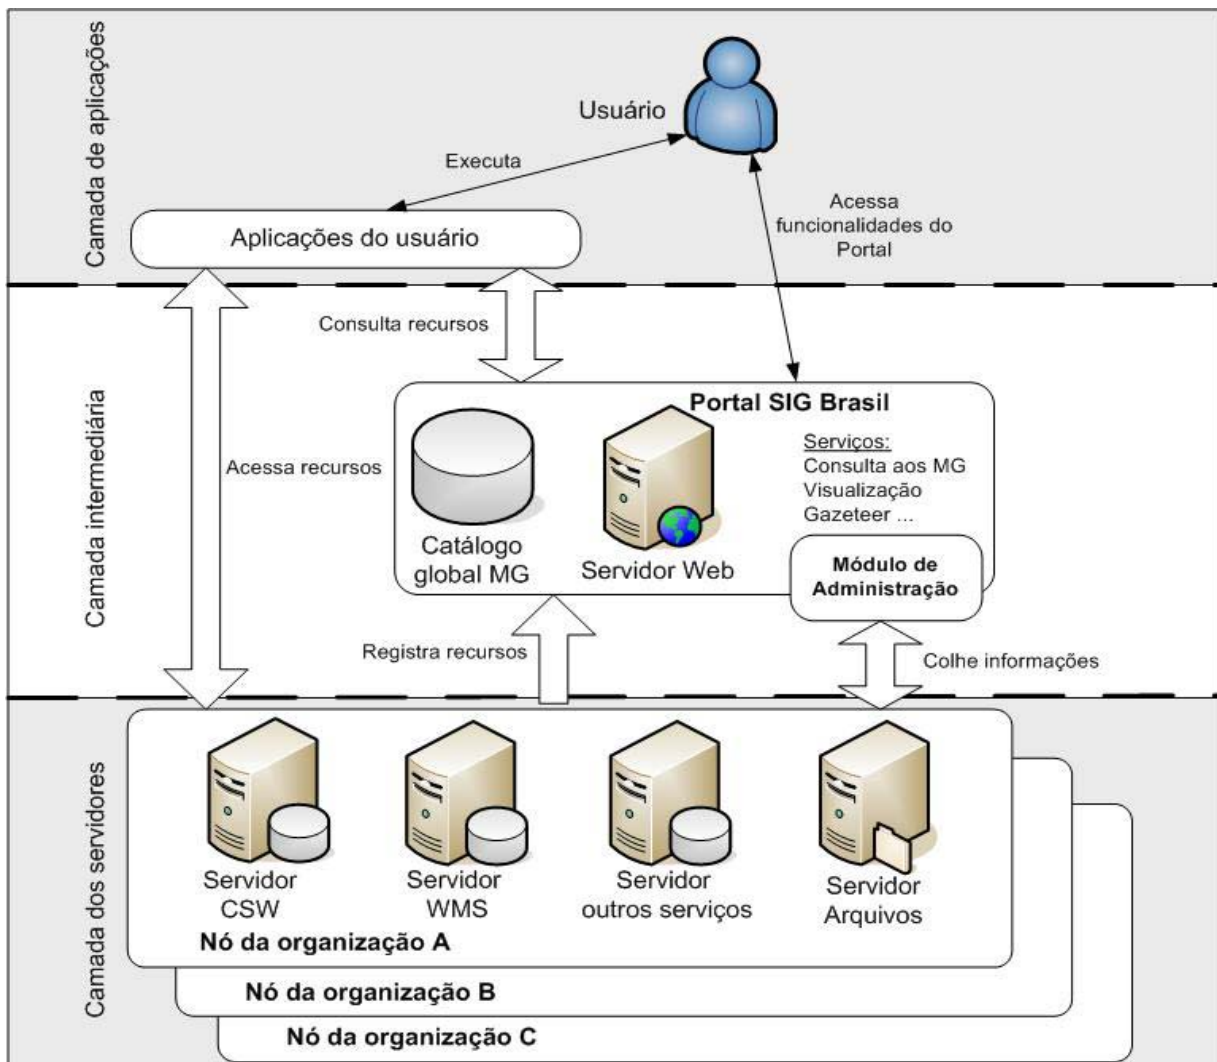 Camada de aplicações
Usuário
Executa
Acessa
funcionalidades do
Portal
Aplicações do usuário
Camada intermediária
Consulta recursos
Acessa recursos
Portal SIG Brasil
Serviços:
Consulta aos MG
Visualização
Gazeteer ...
Catálogo
global MG
Servidor Web
Módulo de
Administração
Registra recursos
Colhe informações
Camada dos servidores
Servidor
CSW
Servidor
WMS
Servidor
outros serviços
Servidor
Arquivos
Nó da organização A
Nó da organização B
Nó da organização C